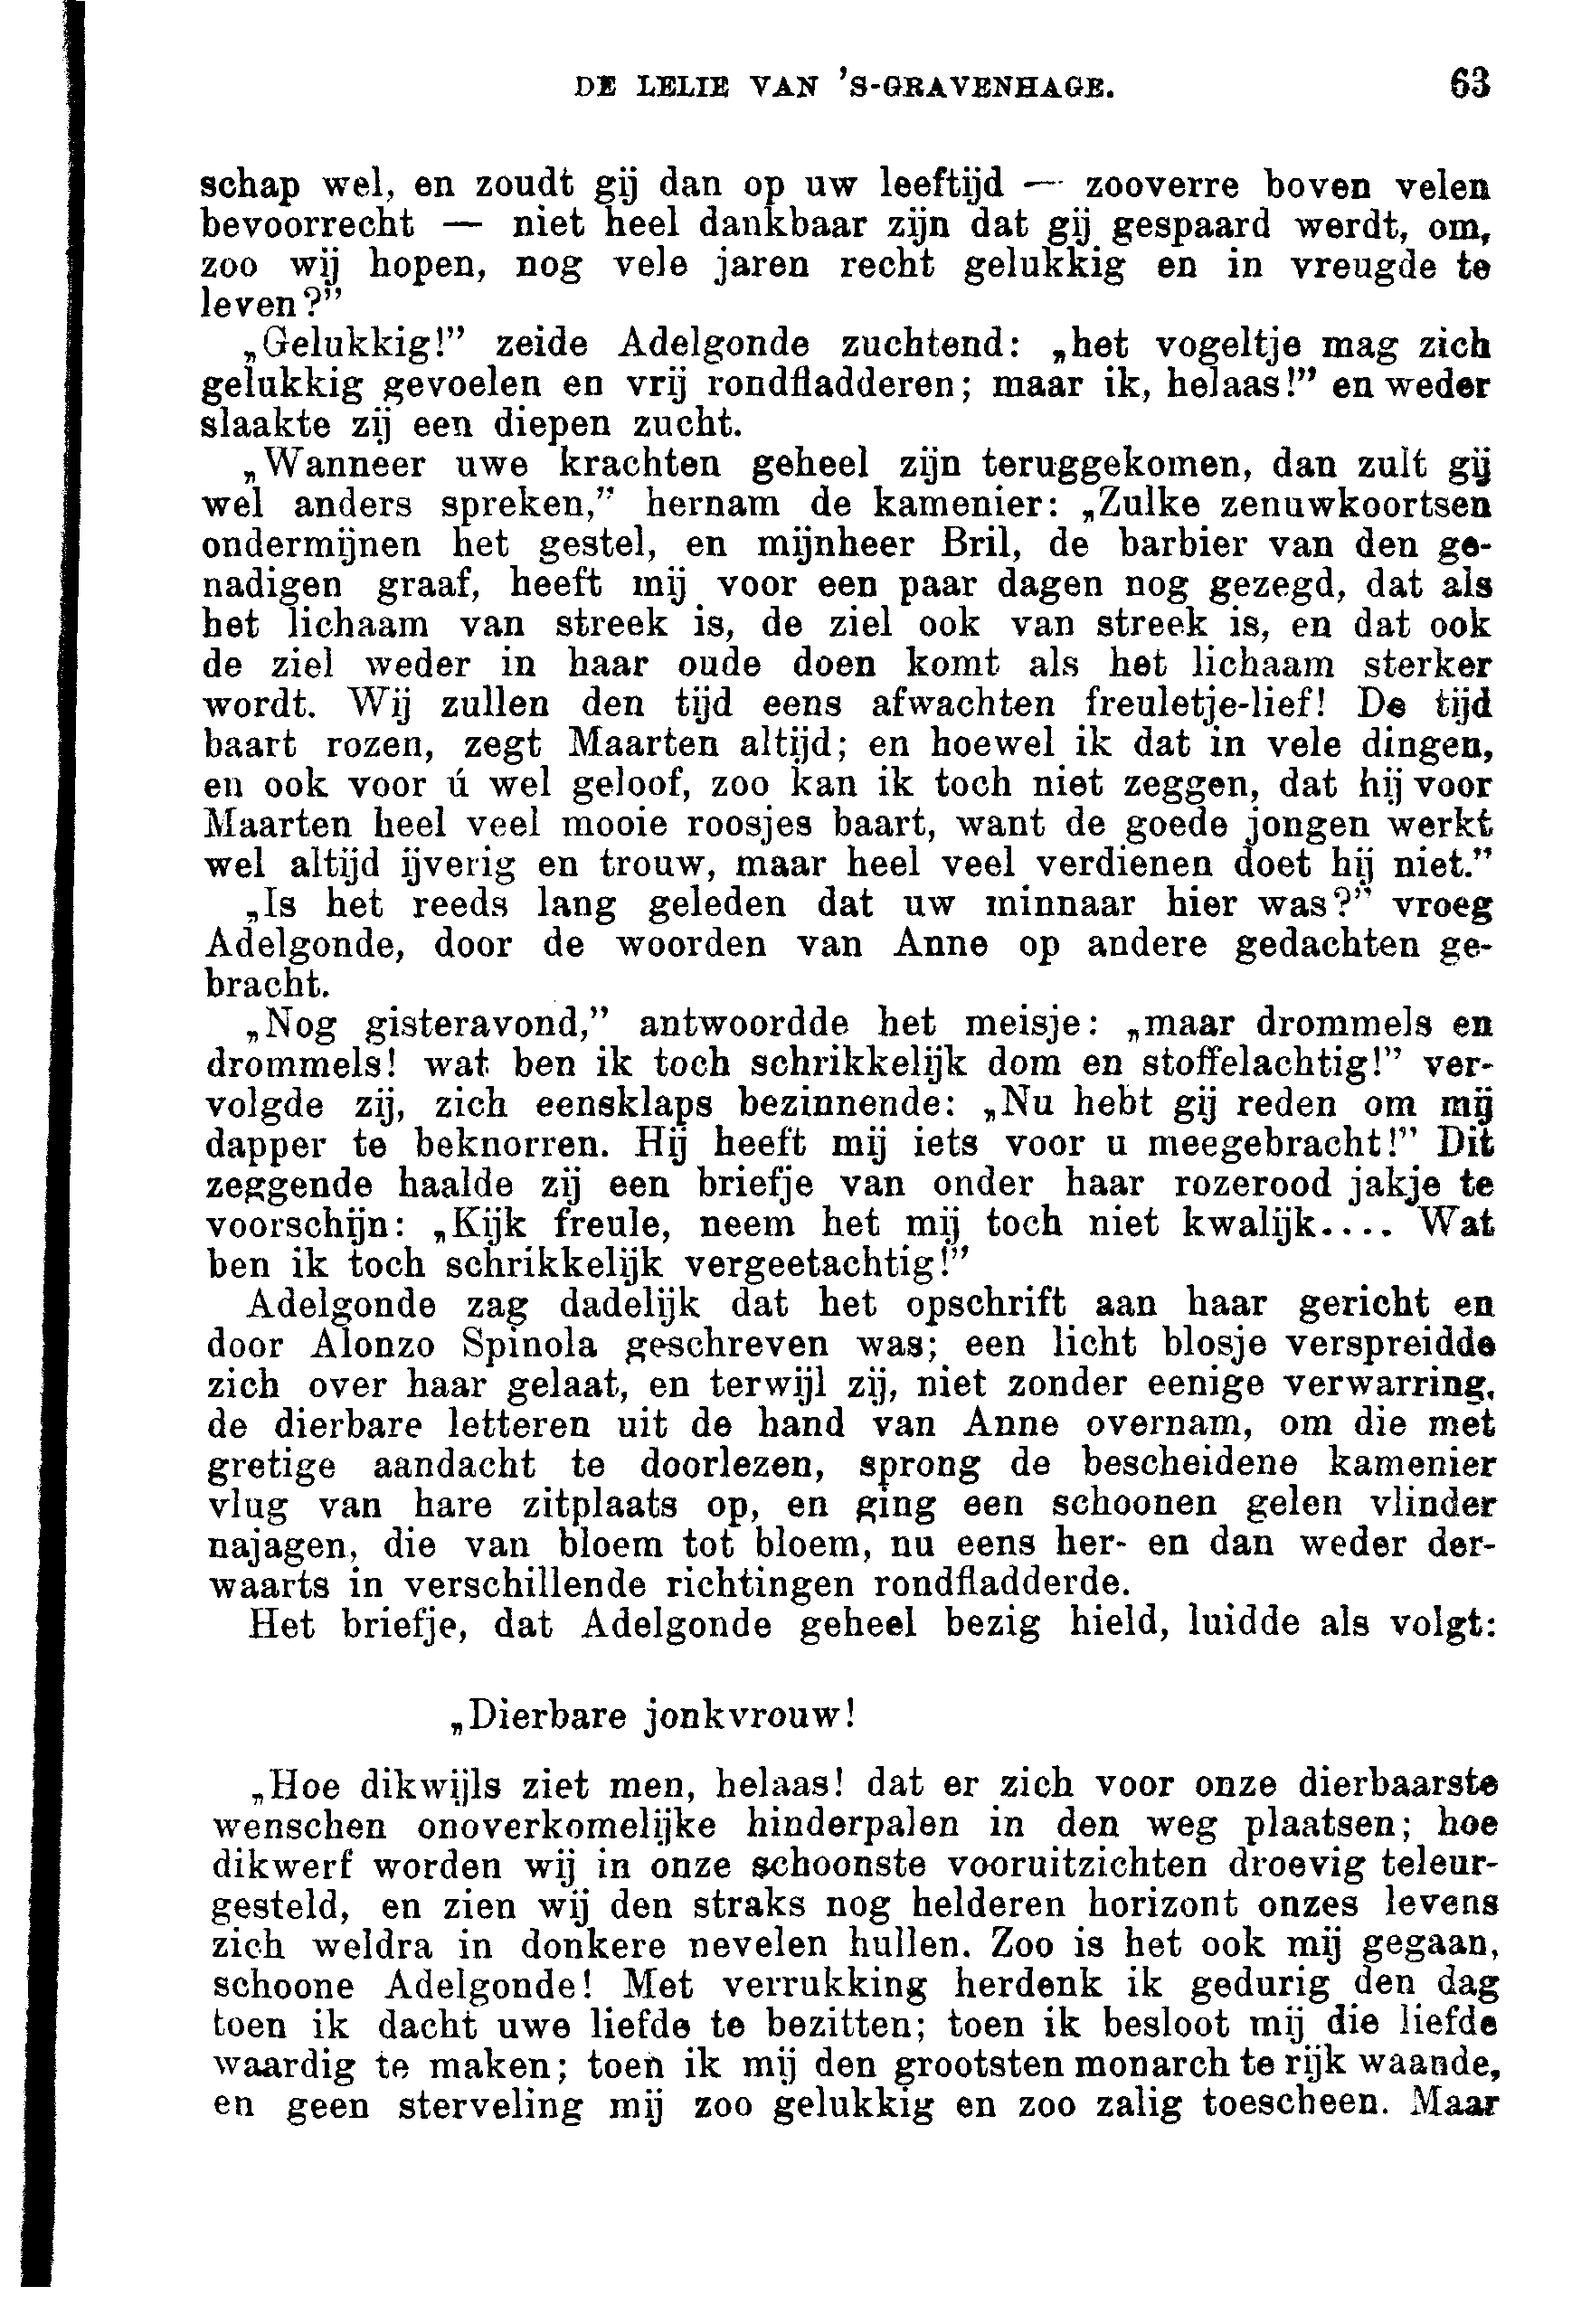 DE LELIE VAN 'S-GRAVENHAGE. 63
schap wel, en zoudt gij dan op uw leeftijd — zooverre boven velen
bevoorrecht — niet heel dankbaar zijn dat gij gespaard werdt, om,
zoo wij hopen, nog vele jaren recht gelukkig en in vreugde te
leven?”
„Gelukkig!” zeide Adelgonde zuchtend: „het vogeltje mag zich
gelukkig gevoelen en vrij rondfladderen; maar ik, helaas!” en weder
slaakte zij een diepen zucht.
„Wanneer uwe krachten geheel zijn teruggekomen, dan zult gij
wel anders spreken,” hernam de kamenier: „Zulke zenuwkoortsen
ondermijnen het gestel, en mijnheer Bril, de barbier van den ge-
nadigen graaf, heeft mij voor een paar dagen nog gezegd, dat als
het lichaam van streek is, de ziel ook van streek is, en dat ook
de ziel weder in haar oude doen komt als het lichaam sterker
wordt. Wij zullen den tijd eens afwachten freuletje-lief! De tijd
baart rozen, zegt Maarten altijd; en hoewel ik dat in vele dingen,
en ook voor ú wel geloof, zoo kan ik toch niet zeggen, dat hij voor
Maarten heel veel mooie roosjes baart, want de goede jongen werkt
wel altijd ijverig en trouw, maar heel veel verdienen doet hij niet.”
„Is het reeds lang geleden dat uw minnaar hier was?” vroeg
Adelgonde, door de woorden van Anne op andere gedachten ge-
bracht.
„Nog gisteravond,” antwoordde het meisje: „maar drommels en
drommels! wat ben ik toch schrikkelijk dom en stoffelachtig!” ver-
volgde zij, zich eensklaps bezinnende: „Nu hebt gij reden om mij
dapper te beknorren. Hij heeft mij iets voor u meegebracht!” Dit
zeggende haalde zij een briefje van onder haar rozerood jakje te
voorschijn: „Kijk freule, neem het mij toch niet kwalijk.... Wat
ben ik toch schrikkelijk vergeetachtig!”
Adelgonde zag dadelijk dat het opschrift aan haar gericht en
door Alonzo Spinola geschreven was; een licht blosje verspreidde
zich over haar gelaat, en terwijl zij, niet zonder eenige verwarring,
de dierbare letteren uit de hand van Anne overnam, om die met
gretige aandacht te doorlezen, sprong de bescheidene kamenier
vlug van hare zitplaats op, en ging een schoonen gelen vlinder
najagen, die van bloem tot bloem, nu eens her- en dan weder der-
waarts in verschillende richtingen rondfladderde.
Het briefje, dat Adelgonde geheel bezig hield, luidde als volgt:
„Dierbare jonkvrouw!
„Hoe dikwijls ziet men, helaas! dat er zich voor onze dierbaarste
wenschen onoverkomelijke hinderpalen in den weg plaatsen; hoe
dikwerf worden wij in onze schoonste vooruitzichten droevig teleur-
gesteld, en zien wij den straks nog helderen horizont onzes levens
zich weldra in donkere nevelen hullen. Zoo is het ook mij gegaan,
schoone Adelgonde! Met verrukking herdenk ik gedurig den dag
toen ik dacht uwe liefde te bezitten; toen ik besloot mij die liefde
waardig te maken; toen ik mij den grootsten monarch te rijk waande,
en geen sterveling mij zoo gelukkig en zoo zalig toescheen. Maar